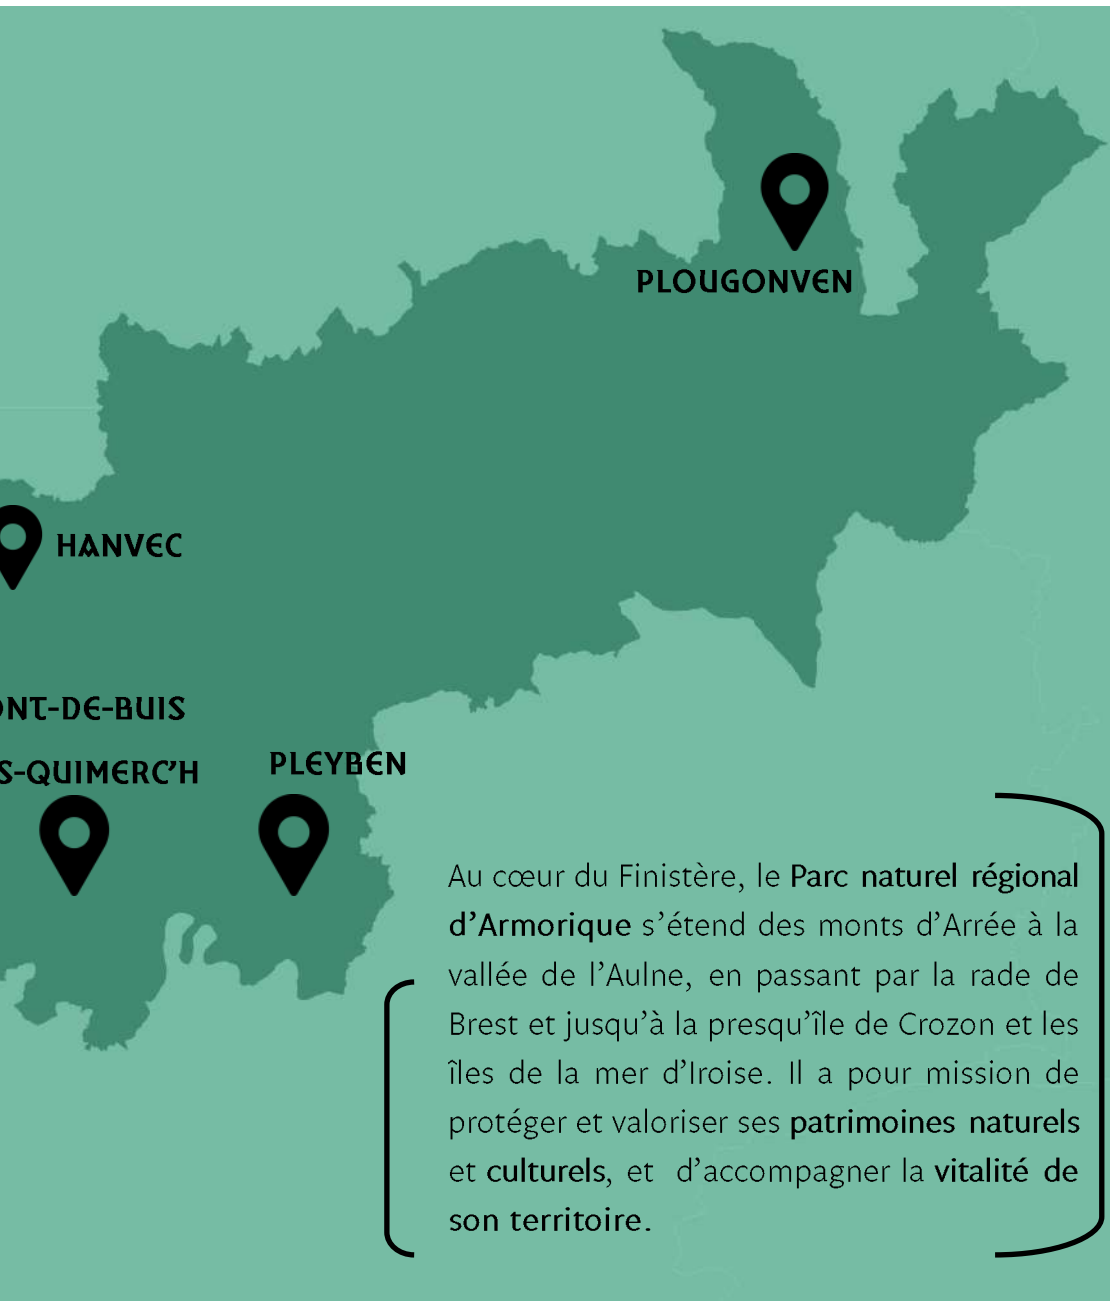 PLOUGONVEN
HANVEC
ONT-DE-BUIS
S-QUIMERC'H
PLEYBEN
Au cœur du Finistère, le Parc naturel régional
d'Armorique s'étend des monts d'Arrée à la
vallée de l'Aulne, en passant par la rade de
Brest et jusqu'à la presqu'île de Crozon et les
îles de la mer d'Iroise. Il a pour mission de
protéger et valoriser ses patrimoines naturels
et culturels, et d'accompagner la vitalité de
son territoire.